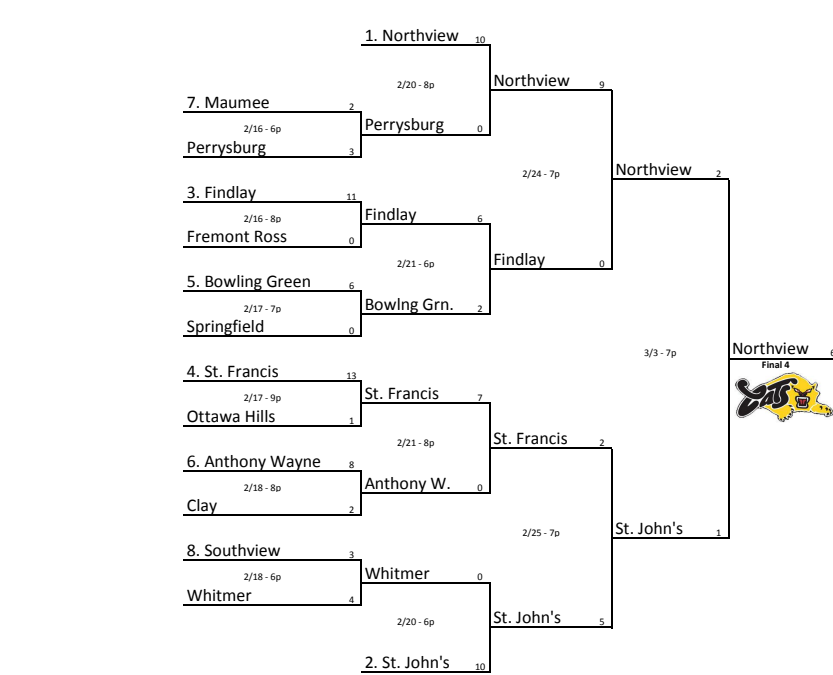 1. Northview 10
2/20 - 8p
Northview 9
7. Maumee 2
2/16 - 6p
Perrysburg 0
Perrysburg 3
2/24 - 7p
Northview 2
3. Findlay 11
2/16 - 8p
Findlay 6
Fremont Ross 0
2/21 - 6p
Findlay 0
5. Bowling Green 6
2/17 - 7p
Bowlng Grn. 2
Springfield 0
3/3 - 7p
Northview 6
Final 4
CATS
4. St. Francis 13
2/17 - 9p
St. Francis 7
Ottawa Hills 1
2/21 - 8p
St. Francis 2
6. Anthony Wayne 8
2/18 - 8p
Anthony W. 0
Clay 2
2/25 - 7p
St. John's 1
8. Southview 3
2/18 - 6p
Whitmer 0
Whitmer 4
2/20 - 6p
St. John's 5
2. St. John's 10